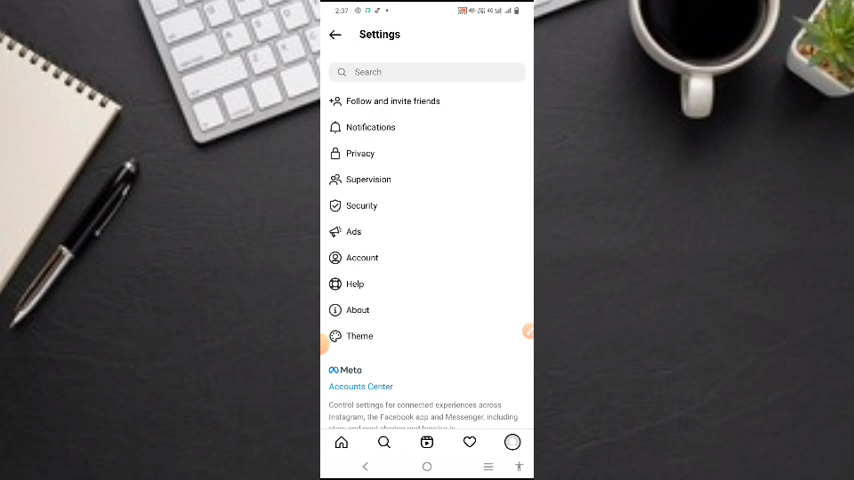 2:37
Settings
Search
Follow and invite friends
Notifications
Privacy
Supervision
Security
Ads
Account
Help
About
Theme
Meta
Accounts Center
Control settings for connected experiences across
Instagram, the Facebook app and Messenger, including